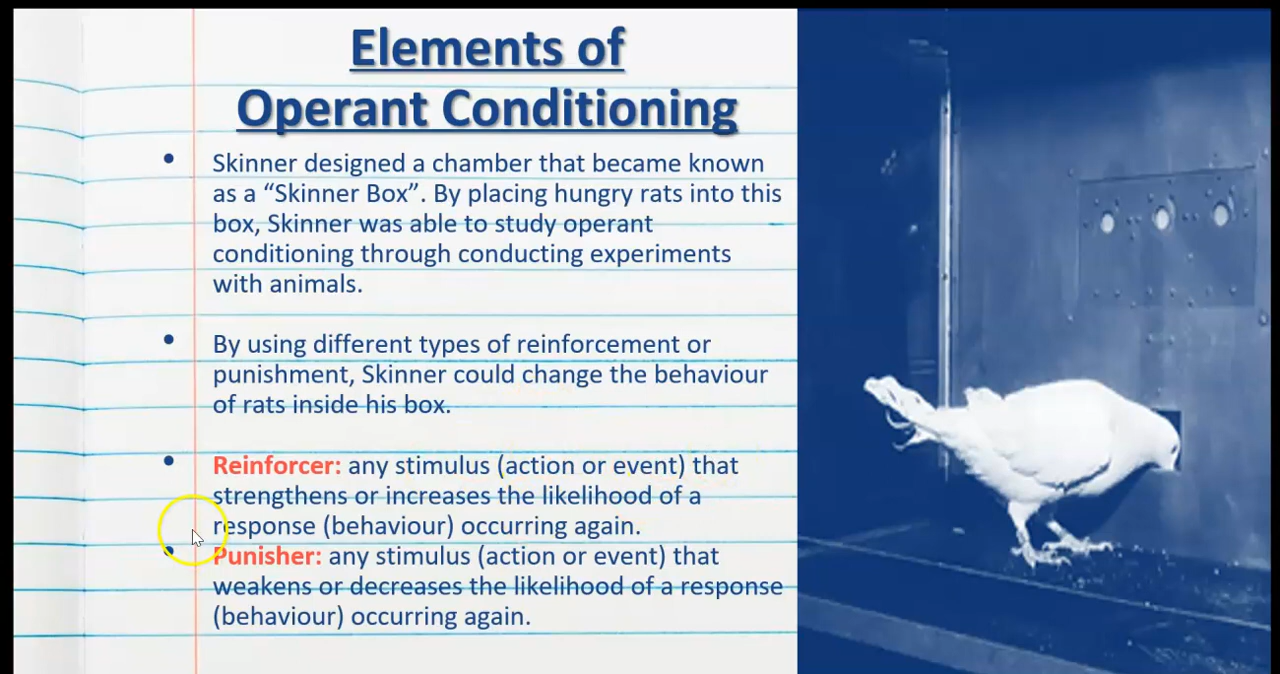 Elements of
Operant Conditioning
• Skinner designed a chamber that became known
as a “Skinner Box”. By placing hungry rats into this
box, Skinner was able to study operant
conditioning through conducting experiments
with animals.
• By using different types of reinforcement or
punishment, Skinner could change the behaviour
of rats inside his box.
• Reinforcer: any stimulus (action or event) that
strengthens or increases the likelihood of a
response (behaviour) occurring again.
• Punisher: any stimulus (action or event) that
weakens or decreases the likelihood of a response
(behaviour) occurring again.